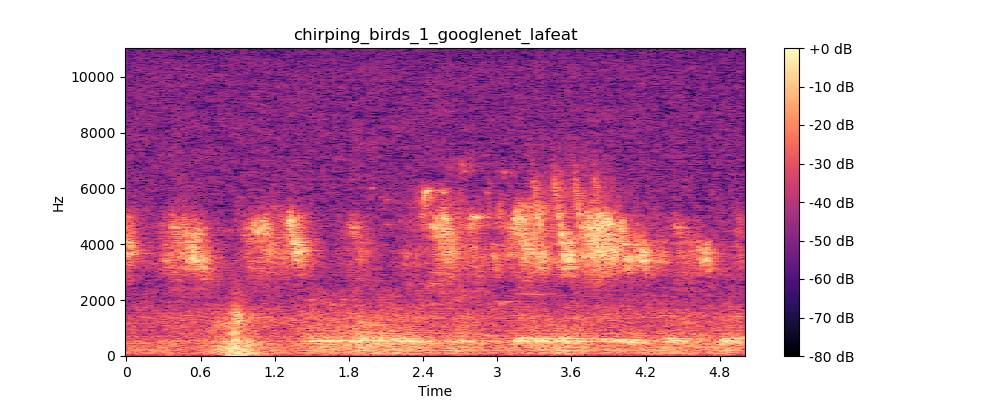 chirping_birds_1_googlenet_lafeat
Hz
10000
8000
6000
4000
2000
0
0 0.6 1.2 1.8 2.4 3 3.6 4.2 4.8
Time
+0 dB
-10 dB
-20 dB
-30 dB
-40 dB
-50 dB
-60 dB
-70 dB
-80 dB